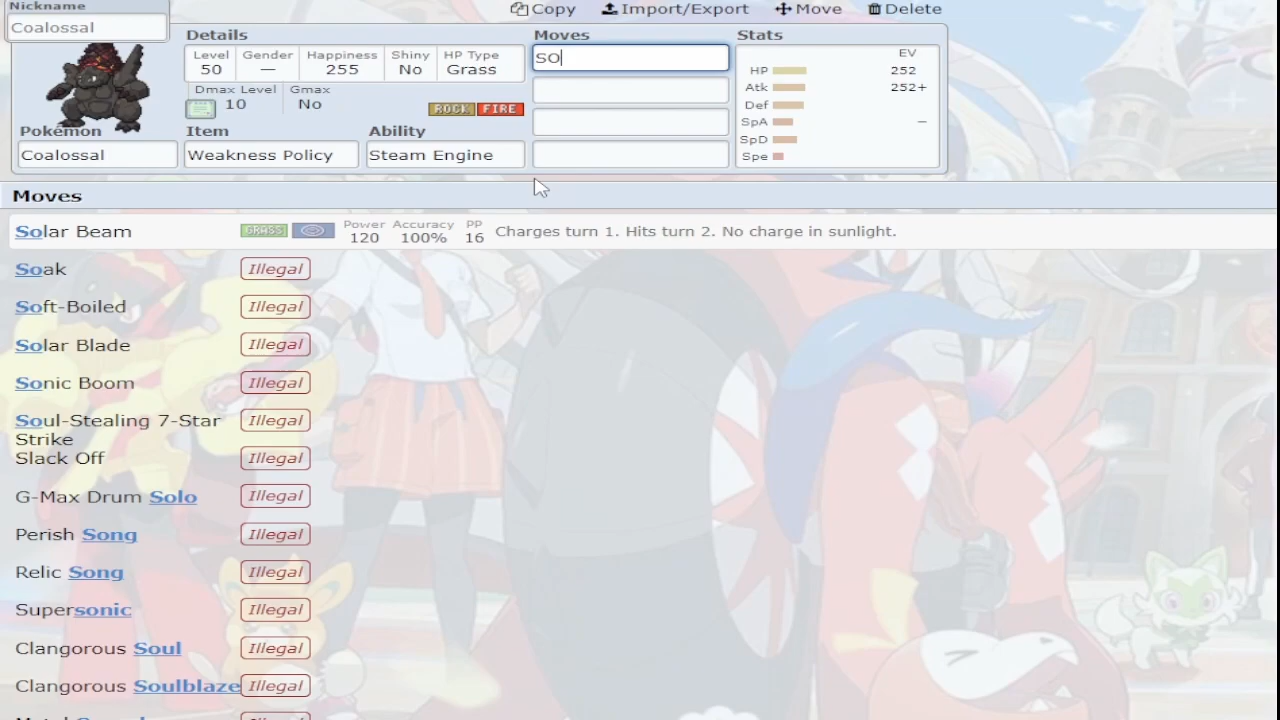 Nickname
Coalossal
Copy Import/Export Move Delete
Details
Moves
Stats
Level Gender Happiness Shiny HP Type
50 — 255 No Grass
Dmax Level Gmax
10 No
ROCK FIRE
so
EV
HP 252
Atk 252+
Def
SpA –
SpD
Spe
Pokémon Item Ability
Coalossal Weakness Policy Steam Engine
Moves
Solar Beam GRASS Power 120 Accuracy 100% PP 16 Charges turn 1. Hits turn 2. No charge in sunlight.
Soak Illegal
Soft-Boiled Illegal
Solar Blade Illegal
Sonic Boom Illegal
Soul-Stealing 7-Star Strike Illegal
Slack Off Illegal
G-Max Drum Solo Illegal
Perish Song Illegal
Relic Song Illegal
Supersonic Illegal
Clangorous Soul Illegal
Clangorous Soulblaze Illegal